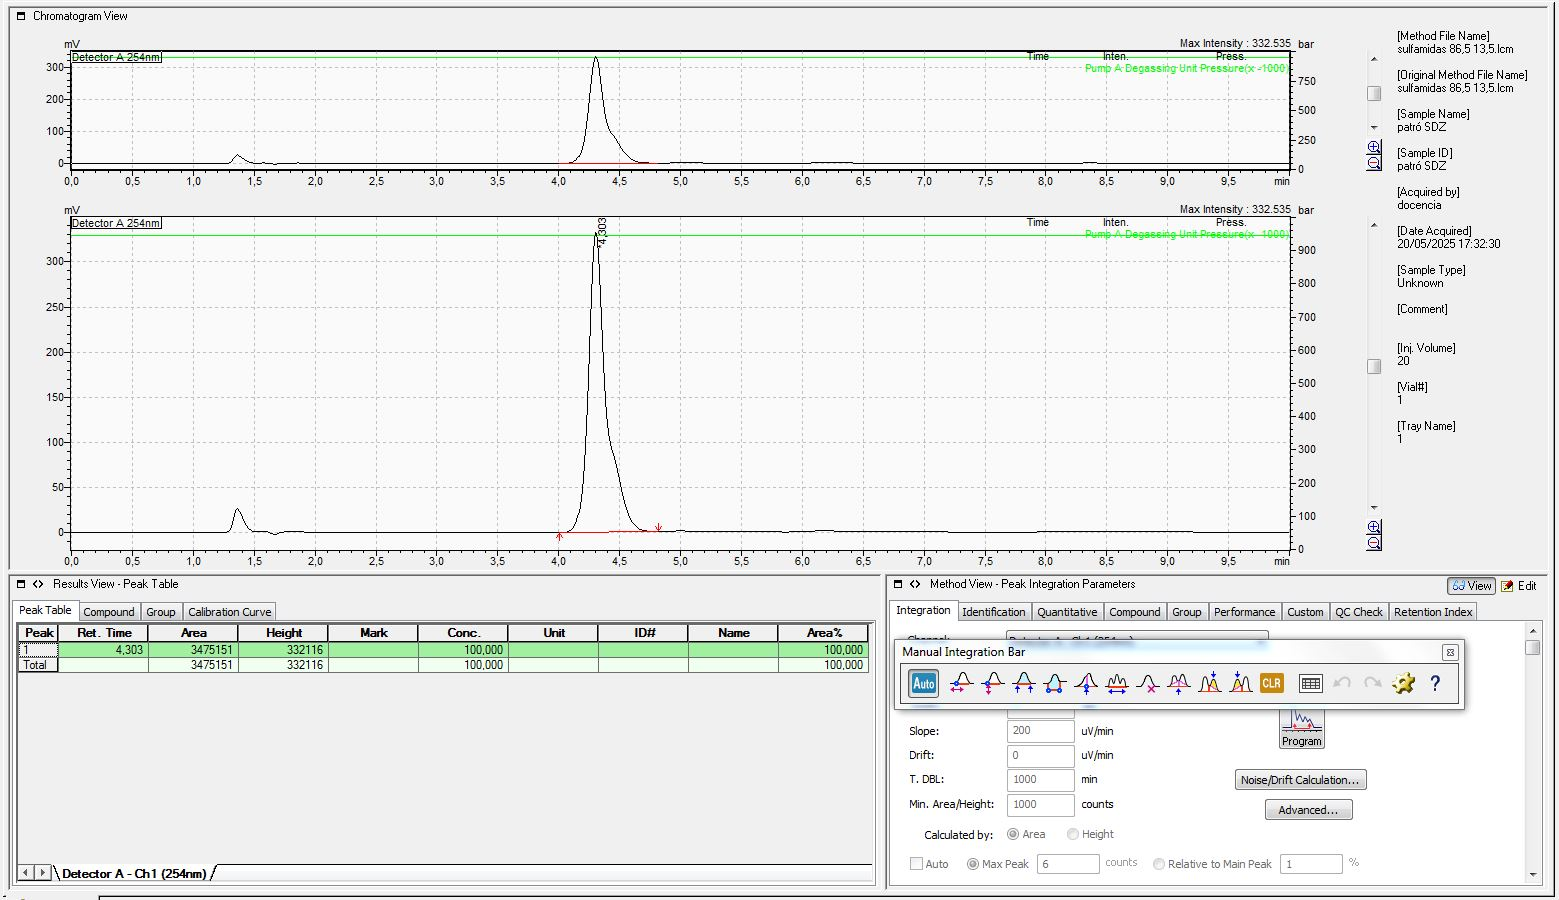 Chromatogram View
mV
Max Intensity : 332.535 bar
Detector A 254nm
Time Inten. Press.
Pump A Degassing Unit Pressure(x -1000)
300
200
100
0
750
500
250
0
0,0 0,5 1,0 1,5 2,0 2,5 3,0 3,5 4,0 4,5 5,0 5,5 6,0 6,5 7,0 7,5 8,0 8,5 9,0 9,5 min
mV
Max Intensity : 332.535 bar
Detector A 254nm
Time Inten. Press.
Pump A Degassing Unit Pressure(x -1000)
4,303
300
250
200
150
100
50
0
900
800
700
600
500
400
300
200
100
0
0,0 0,5 1,0 1,5 2,0 2,5 3,0 3,5 4,0 4,5 5,0 5,5 6,0 6,5 7,0 7,5 8,0 8,5 9,0 9,5 min
[Method File Name]
sulfamidas 86,5 13,5.lcm
[Original Method File Name]
sulfamidas 86,5 13,5.lcm
[Sample Name]
patró SDZ
[Sample ID]
patró SDZ
[Acquired by]
docencia
[Date Acquired]
20/05/2025 17:32:30
[Sample Type]
Unknown
[Comment]
[Inj. Volume]
20
[Vial#]
1
[Tray Name]
1
Results View - Peak Table
Peak Table Compound Group Calibration Curve
Peak Ret. Time Area Height Mark Conc. Unit ID# Name Area%
1 4,303 3475151 332116 100,000 100,000
Total 3475151 332116 100,000 100,000
Detector A - Ch1 (254nm)
Method View - Peak Integration Parameters
View Edit
Integration Identification Quantitative Compound Group Performance Custom QC Check Retention Index
Manual Integration Bar
Auto CLR ?
Program
Slope: 200 uV/min
Drift: 0 uV/min
T. DBL: 1000 min
Min. Area/Height: 1000 counts
Noise/Drift Calculation...
Advanced...
Calculated by: Area Height
Auto Max Peak 6 counts Relative to Main Peak 1 %